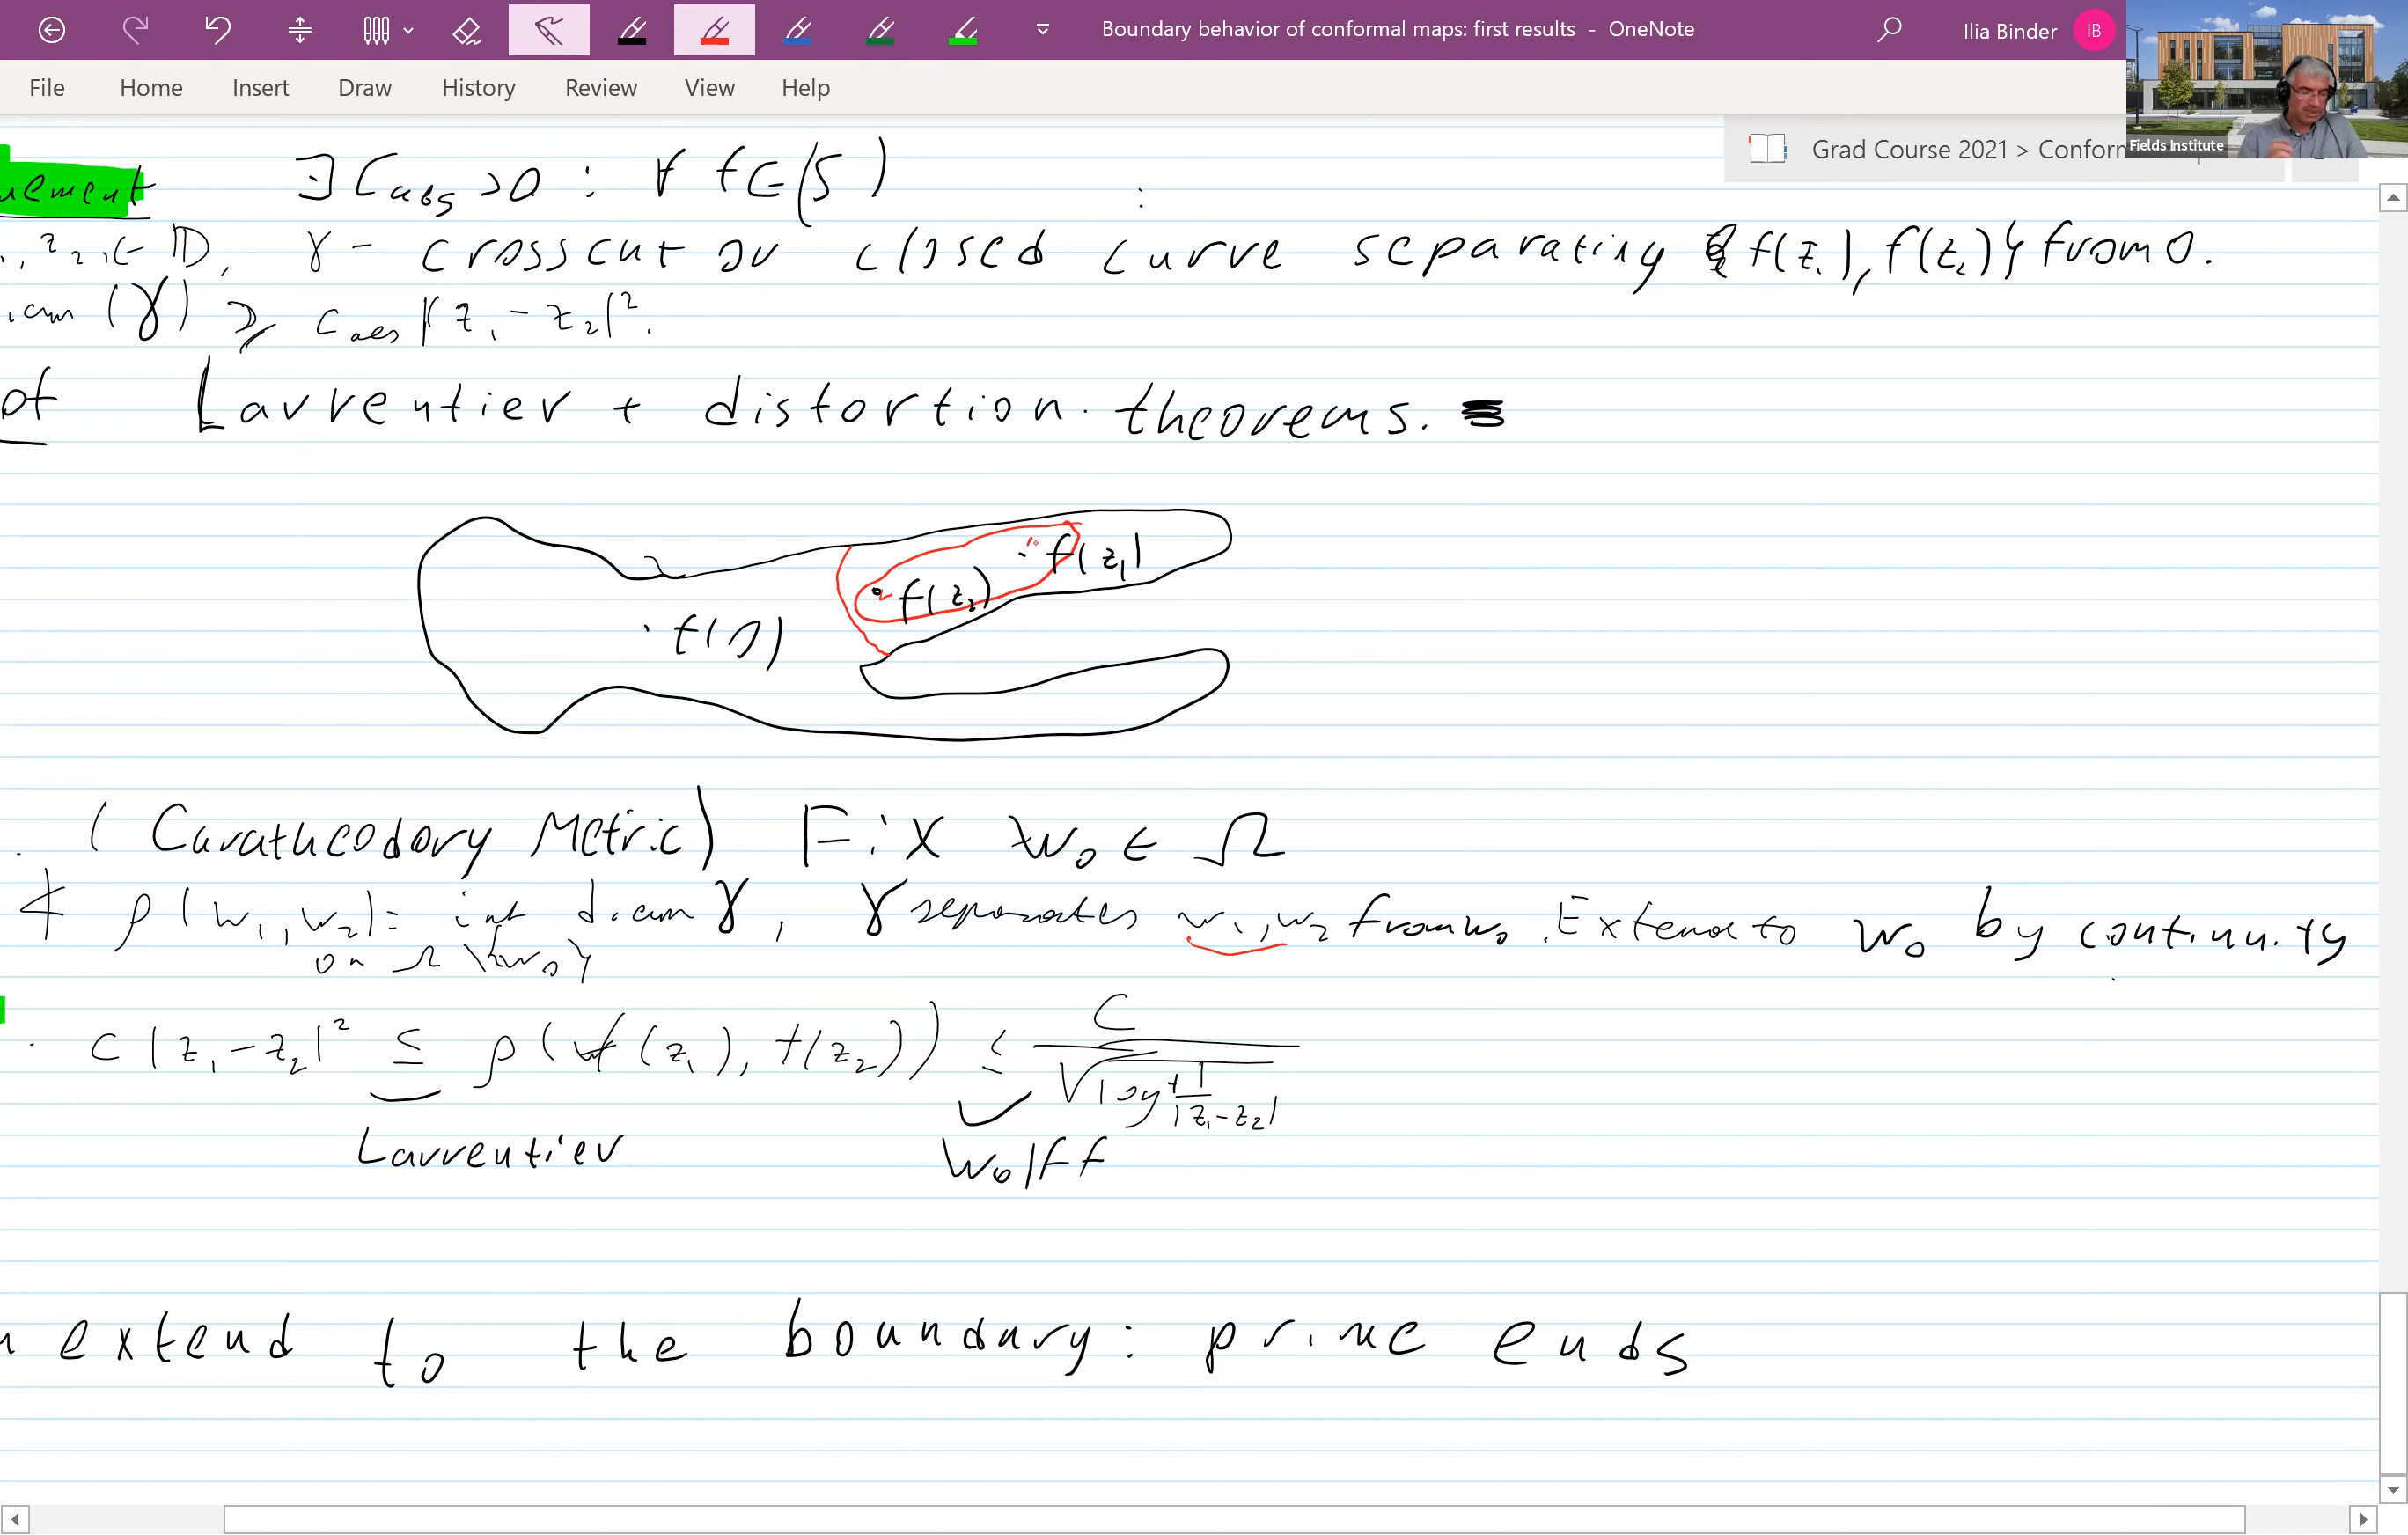 Boundary behavior of conformal maps: first results - OneNote
Ilia Binder IB
File Home Insert Draw History Review View Help
Grad Course 2021 > Conform
Fields Institute
∃ C_abs > 0 : ∀ f ∈ (S) :
z₂ ∈ 𝔻, γ - crosscut or closed curve separating {f(z₁), f(z₂)} from 0.
iam (γ) ≥ C_abs |z₁ - z₂|².
of Lavrentiev + distortion theorems.
f(z₁)
f(z₂)
f(0)
(Caratheodory Metric) Fix w₀ ∈ Ω
ρ(w₁, w₂) = inf diam γ, γ separates w₁, w₂ from w₀. Extend to w₀ by continuity
on Ω \ {w₀}
c |z₁ - z₂|² ≤ ρ(f(z₁), f(z₂)) ≤ C / √(log⁺ 1/|z₁ - z₂|)
Lavrentiev Wolff
extend to the boundary: prime ends